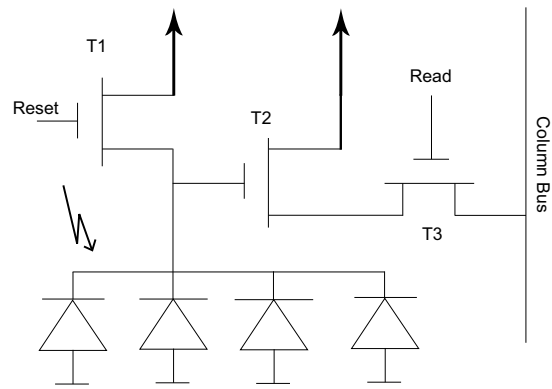 T1
Reset
T2
Read
T3
Column Bus